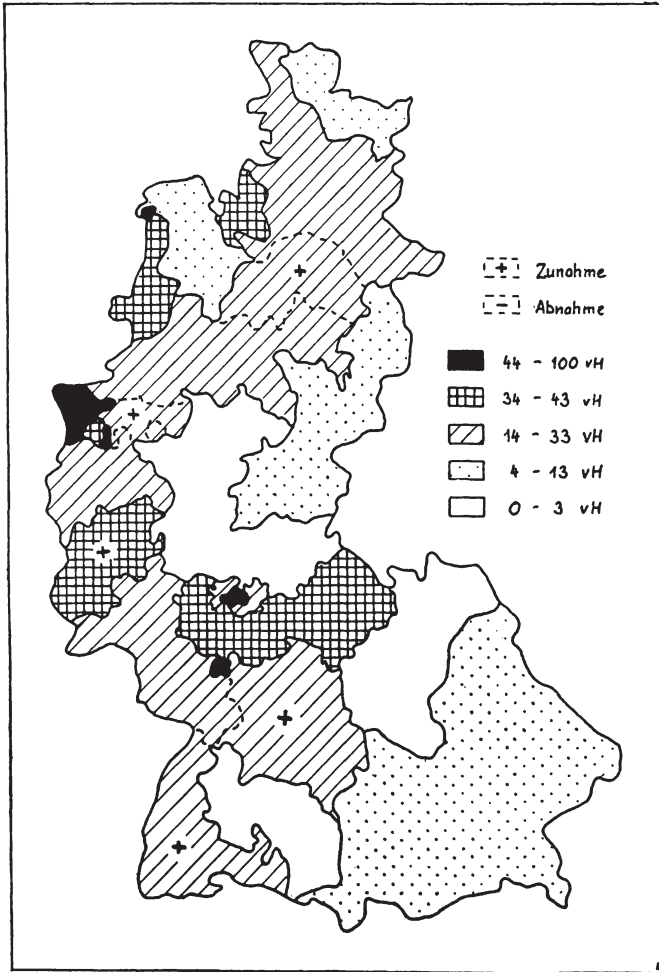 + Zunahme
- Abnahme
44 - 100 vH
34 - 43 vH
14 - 33 vH
4 - 13 vH
0 - 3 vH
+
+
+
+
+